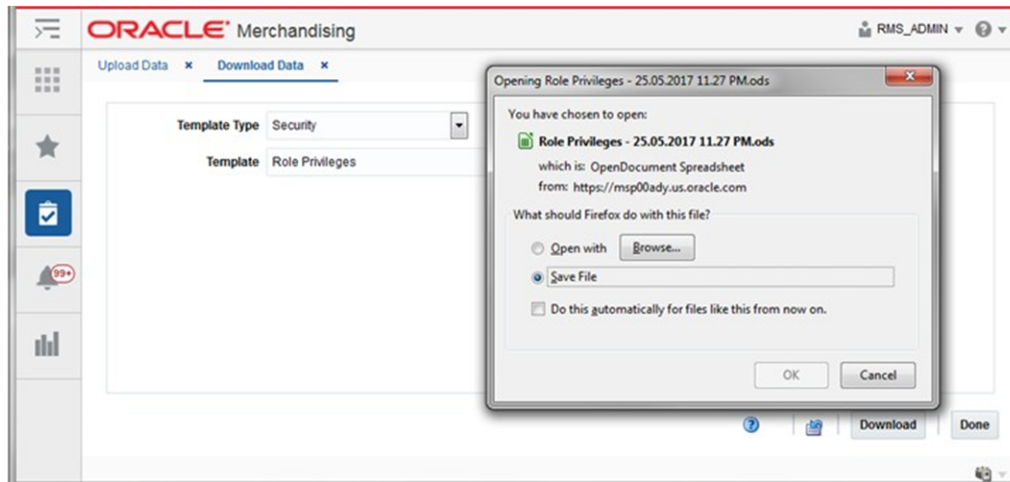 ORACLE® Merchandising
RMS_ADMIN
Upload Data
Download Data
Template Type Security
Template Role Privileges
99+
Opening Role Privileges - 25.05.2017 11.27 PM.ods
You have chosen to open:
Role Privileges - 25.05.2017 11.27 PM.ods
which is: OpenDocument Spreadsheet
from: https://msp00ady.us.oracle.com
What should Firefox do with this file?
Open with Browse...
Save File
Do this automatically for files like this from now on.
OK Cancel
Download Done